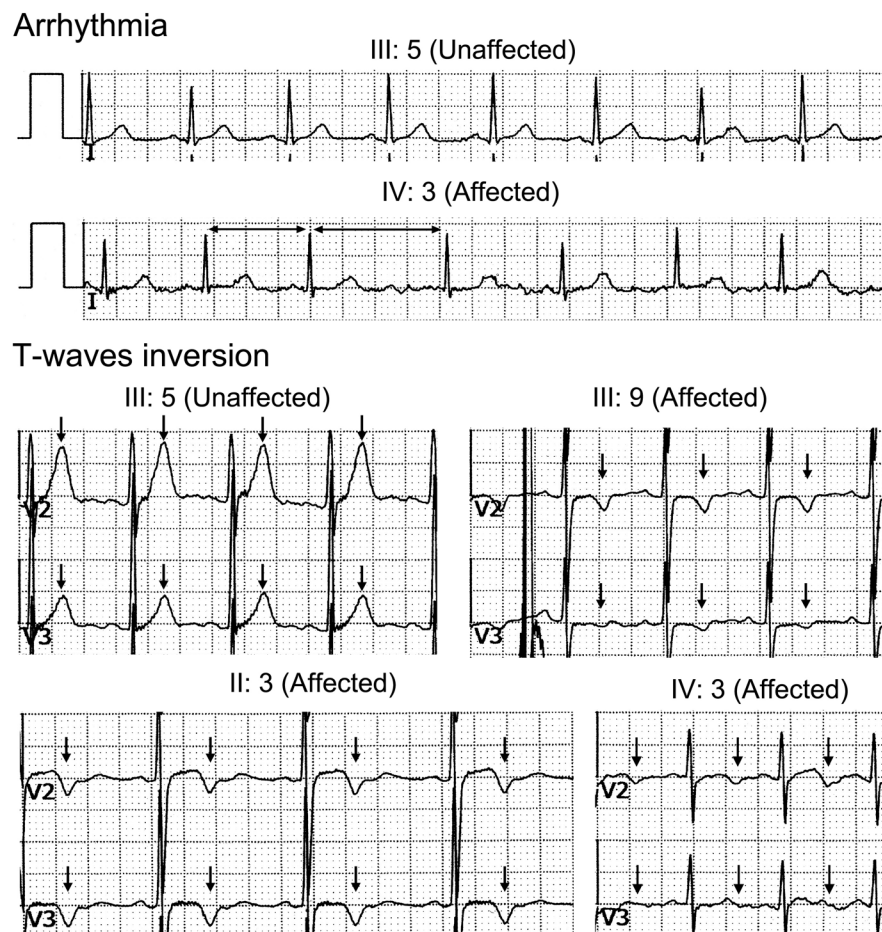 Arrhythmia
III: 5 (Unaffected)
I
IV: 3 (Affected)
I
T-waves inversion
III: 5 (Unaffected)
III: 9 (Affected)
V2
V2
V3
V3
II: 3 (Affected)
IV: 3 (Affected)
V2
V2
V3
V3